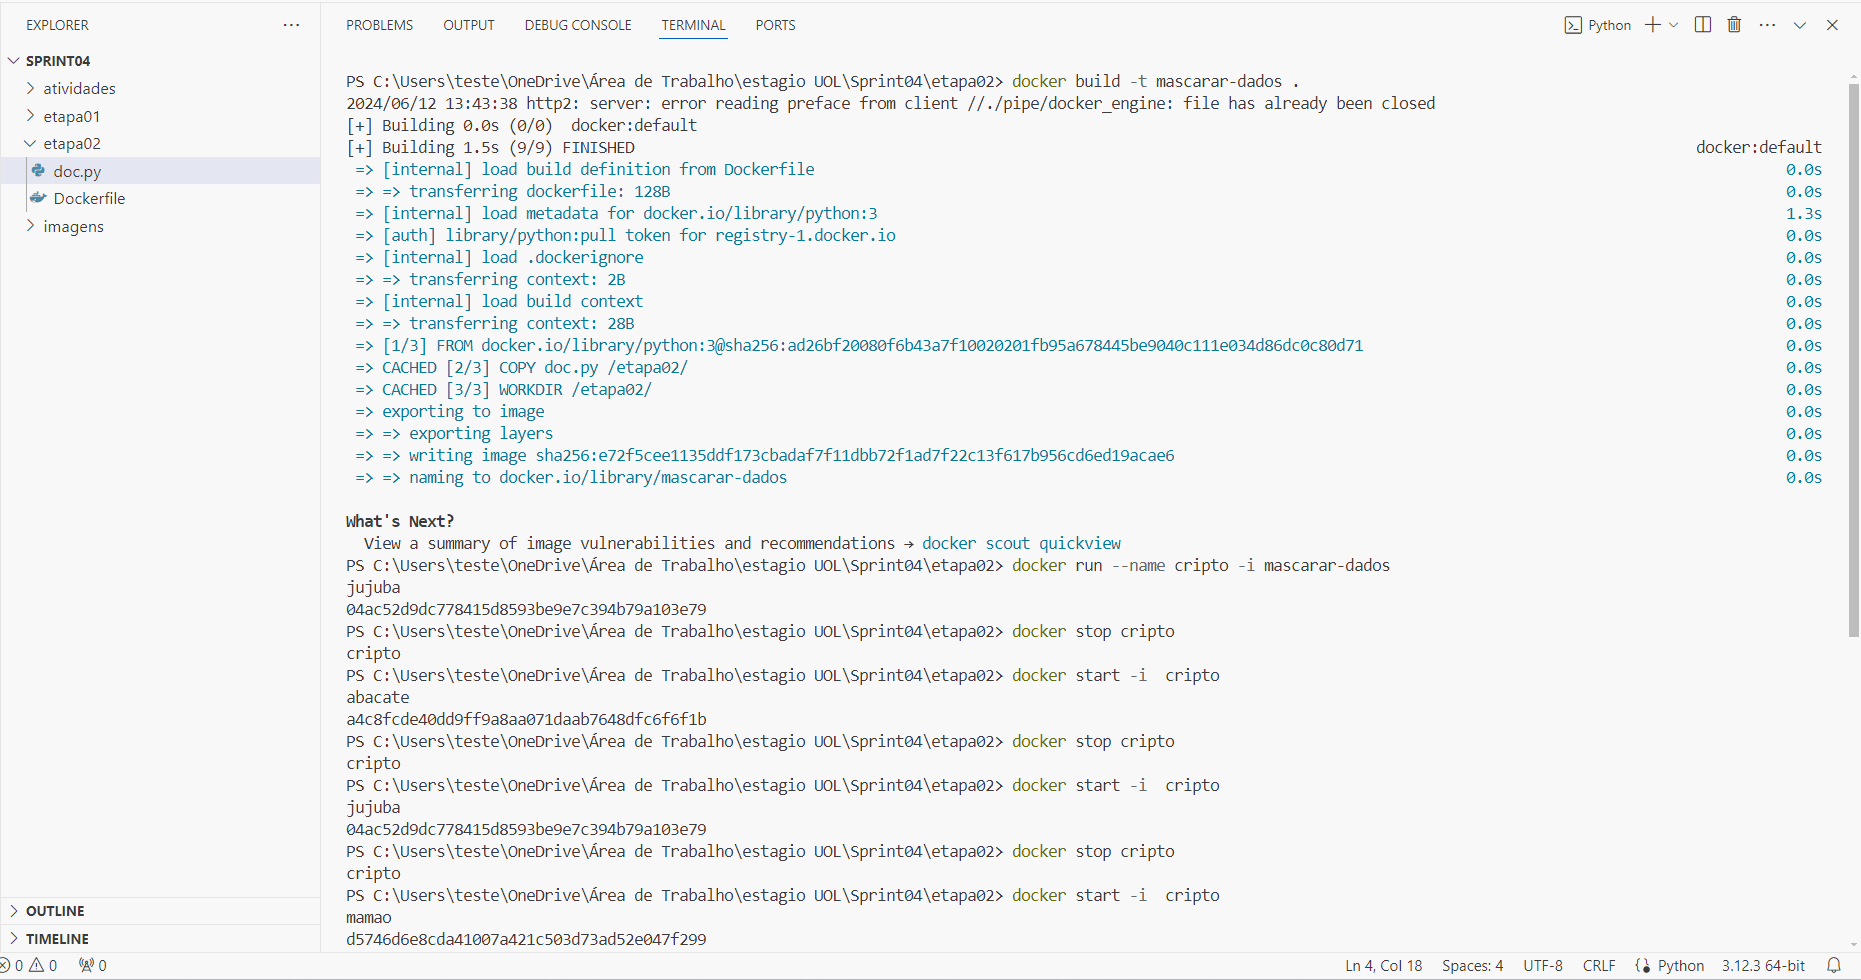 EXPLORER
SPRINT04
atividades
etapa01
etapa02
doc.py
Dockerfile
imagens
OUTLINE
TIMELINE
PROBLEMS OUTPUT DEBUG CONSOLE TERMINAL PORTS Python
PS C:\Users\teste\OneDrive\Área de Trabalho\estagio UOL\Sprint04\etapa02> docker build -t mascarar-dados .
2024/06/12 13:43:38 http2: server: error reading preface from client //./pipe/docker_engine: file has already been closed
[+] Building 0.0s (0/0)  docker:default
[+] Building 1.5s (9/9) FINISHED docker:default
=> [internal] load build definition from Dockerfile 0.0s
=> => transferring dockerfile: 128B 0.0s
=> [internal] load metadata for docker.io/library/python:3 1.3s
=> [auth] library/python:pull token for registry-1.docker.io 0.0s
=> [internal] load .dockerignore 0.0s
=> => transferring context: 2B 0.0s
=> [internal] load build context 0.0s
=> => transferring context: 28B 0.0s
=> [1/3] FROM docker.io/library/python:3@sha256:ad26bf20080f6b43a7f10020201fb95a678445be9040c111e034d86dc0c80d71 0.0s
=> CACHED [2/3] COPY doc.py /etapa02/ 0.0s
=> CACHED [3/3] WORKDIR /etapa02/ 0.0s
=> exporting to image 0.0s
=> => exporting layers 0.0s
=> => writing image sha256:e72f5cee1135ddf173cbadaf7f11dbb72f1ad7f22c13f617b956cd6ed19acae6 0.0s
=> => naming to docker.io/library/mascarar-dados 0.0s
What's Next?
View a summary of image vulnerabilities and recommendations → docker scout quickview
PS C:\Users\teste\OneDrive\Área de Trabalho\estagio UOL\Sprint04\etapa02> docker run --name cripto -i mascarar-dados
jujuba
04ac52d9dc778415d8593be9e7c394b79a103e79
PS C:\Users\teste\OneDrive\Área de Trabalho\estagio UOL\Sprint04\etapa02> docker stop cripto
cripto
PS C:\Users\teste\OneDrive\Área de Trabalho\estagio UOL\Sprint04\etapa02> docker start -i  cripto
abacate
a4c8fcde40dd9ff9a8aa071daab7648dfc6f6f1b
PS C:\Users\teste\OneDrive\Área de Trabalho\estagio UOL\Sprint04\etapa02> docker stop cripto
cripto
PS C:\Users\teste\OneDrive\Área de Trabalho\estagio UOL\Sprint04\etapa02> docker start -i  cripto
jujuba
04ac52d9dc778415d8593be9e7c394b79a103e79
PS C:\Users\teste\OneDrive\Área de Trabalho\estagio UOL\Sprint04\etapa02> docker stop cripto
cripto
PS C:\Users\teste\OneDrive\Área de Trabalho\estagio UOL\Sprint04\etapa02> docker start -i  cripto
mamao
d5746d6e8cda41007a421c503d73ad52e047f299
0 0 0 Ln 4, Col 18 Spaces: 4 UTF-8 CRLF Python 3.12.3 64-bit